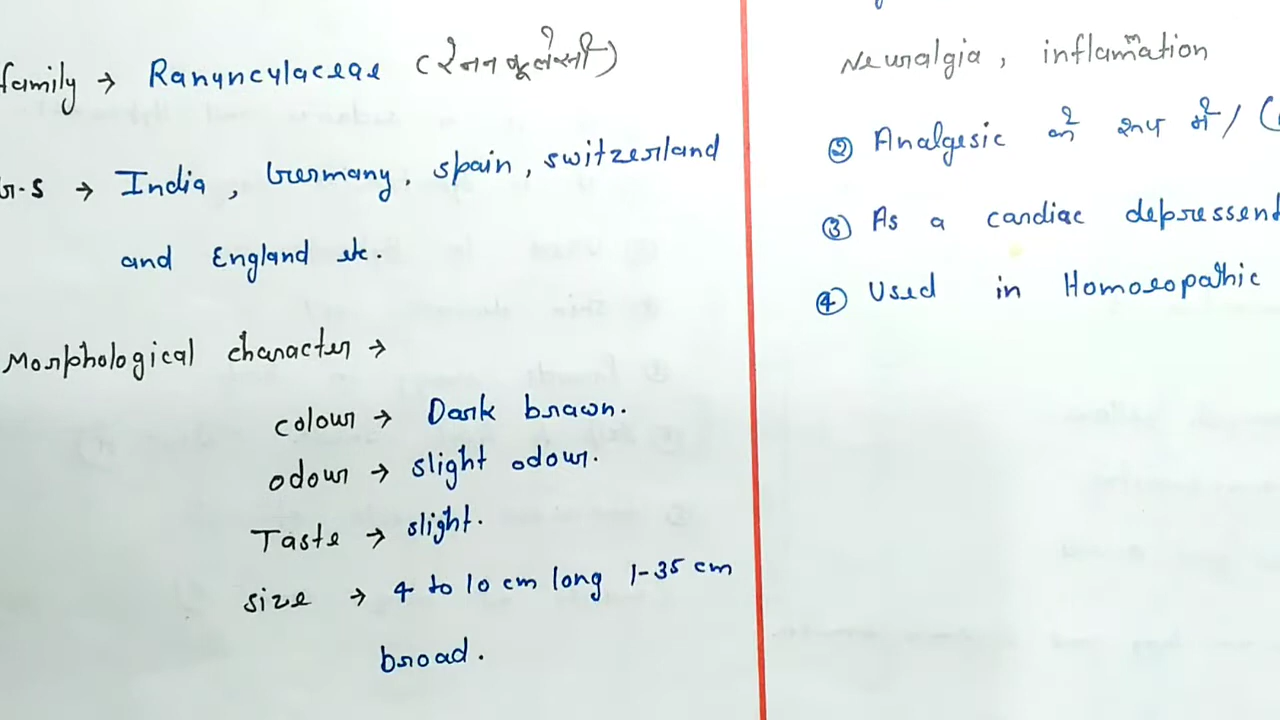 family → Ranunculaceae (रेननकूलेसी)
G.S → India, Germany, spain, switzerland
and England etc.
Morphological character →
colour → Dark brown.
odour → slight odour.
Taste → slight.
size → 4 to 10 cm long 1-35 cm
broad.
Neuralgia, inflammation
② Analgesic के रूप में / (
③ As a cardiac depressend
④ Used in Homoeopathic